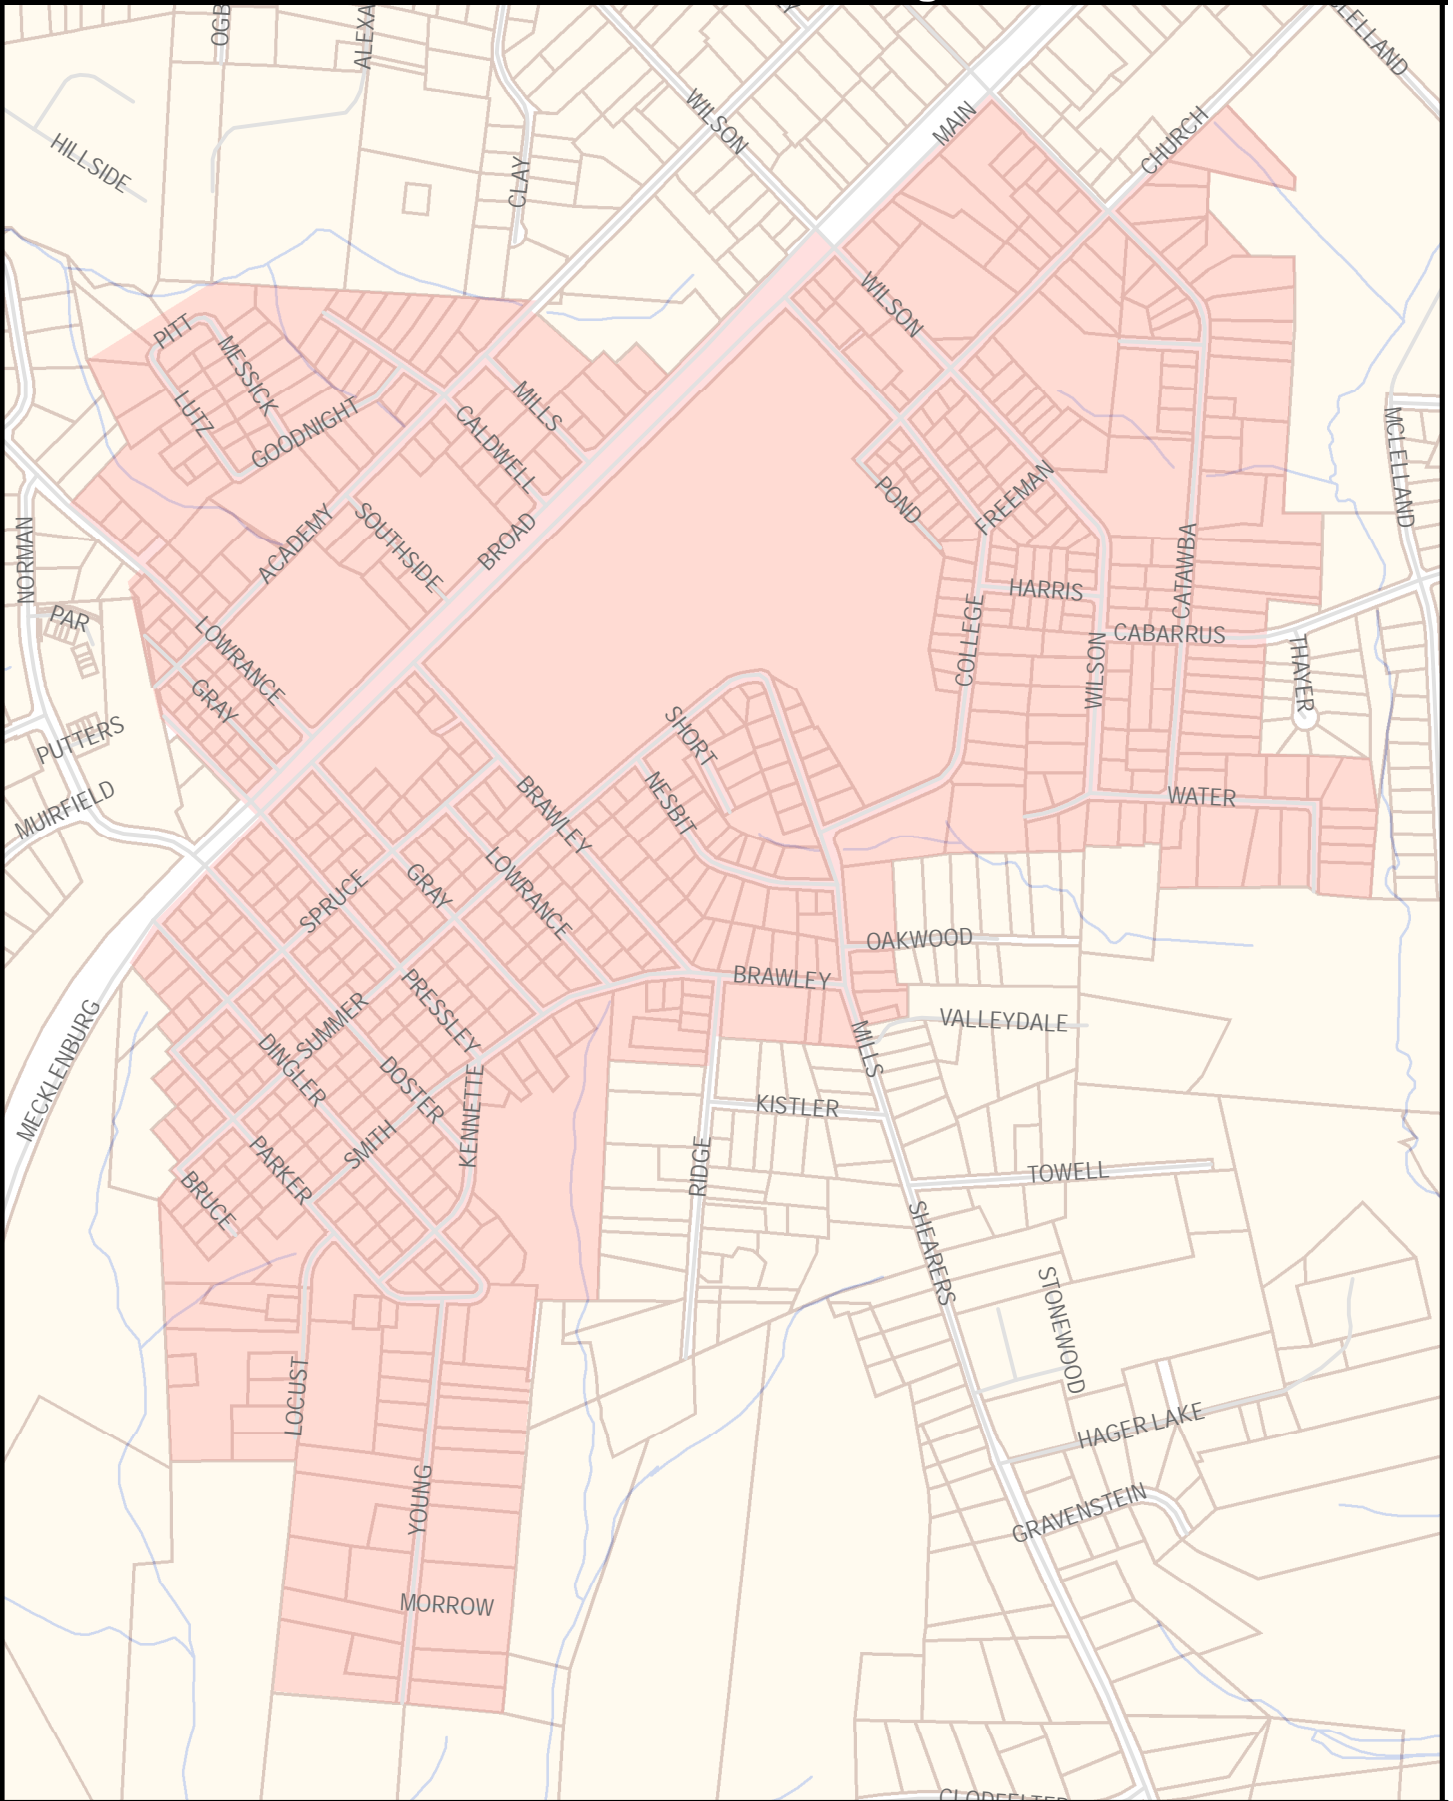 OGB
ALEXA
CLELLAND
WILSON
MAIN
CHURCH
HILLSIDE
CLAY
WILSON
PITT
MESSICK
LUTZ
GOODNIGHT
MILLS
CALDWELL
MCLELLAND
POND
FREEMAN
NORMAN
ACADEMY
SOUTHSIDE
BROAD
CATAWBA
HARRIS
PAR
LOWRANCE
COLLEGE
CABARRUS
WILSON
THAYER
GRAY
SHORT
PUTTERS
MUIRFIELD
NESBIT
BRAWLEY
WATER
SPRUCE
GRAY
LOWRANCE
OAKWOOD
BRAWLEY
PRESSLEY
SUMMER
VALLEYDALE
MECKLENBURG
DINGLER
DOSTER
MILLS
KENNETTE
KISTLER
PARKER
SMITH
RIDGE
TOWELL
BRUCE
SHEARERS
STONEWOOD
LOCUST
HAGER LAKE
YOUNG
GRAVENSTEIN
MORROW
CLODFELTER